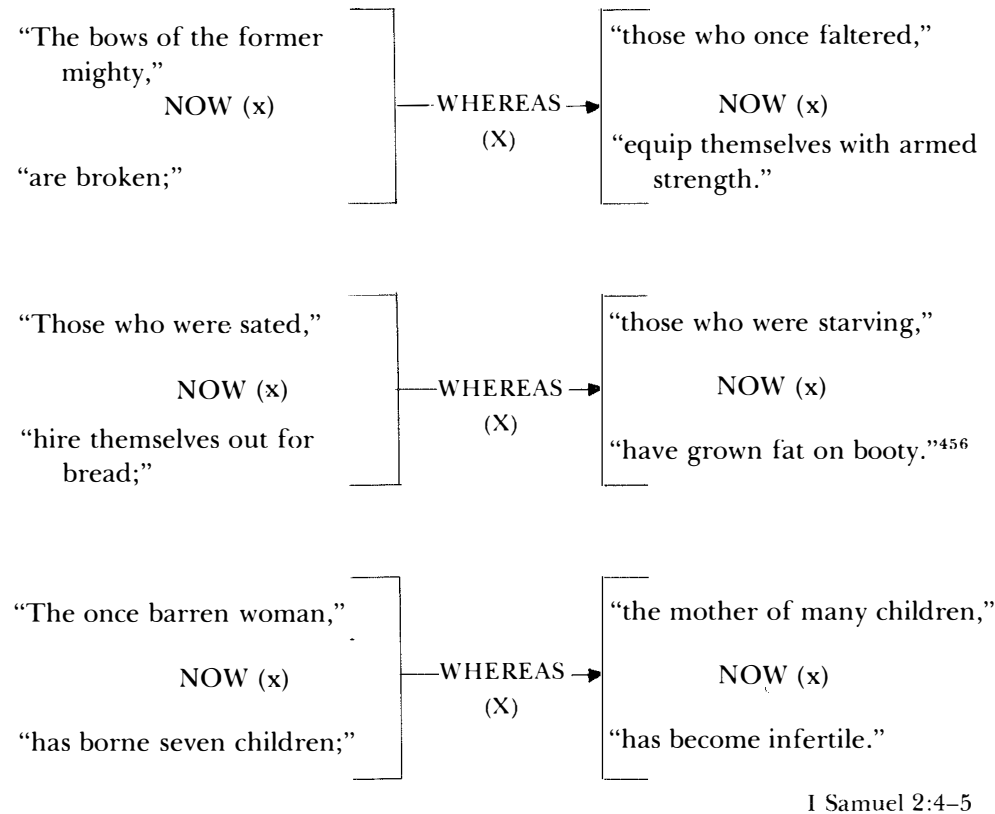 “The bows of the former
mighty,”
NOW (x)
“are broken;”
WHEREAS
(X)
“those who once faltered,”
NOW (x)
“equip themselves with armed
strength.”
“Those who were sated,”
NOW (x)
“hire themselves out for
bread;”
WHEREAS
(X)
“those who were starving,”
NOW (x)
“have grown fat on booty.”456
“The once barren woman,”
NOW (x)
“has borne seven children;”
WHEREAS
(X)
“the mother of many children,”
NOW (x)
“has become infertile.”
I Samuel 2:4–5